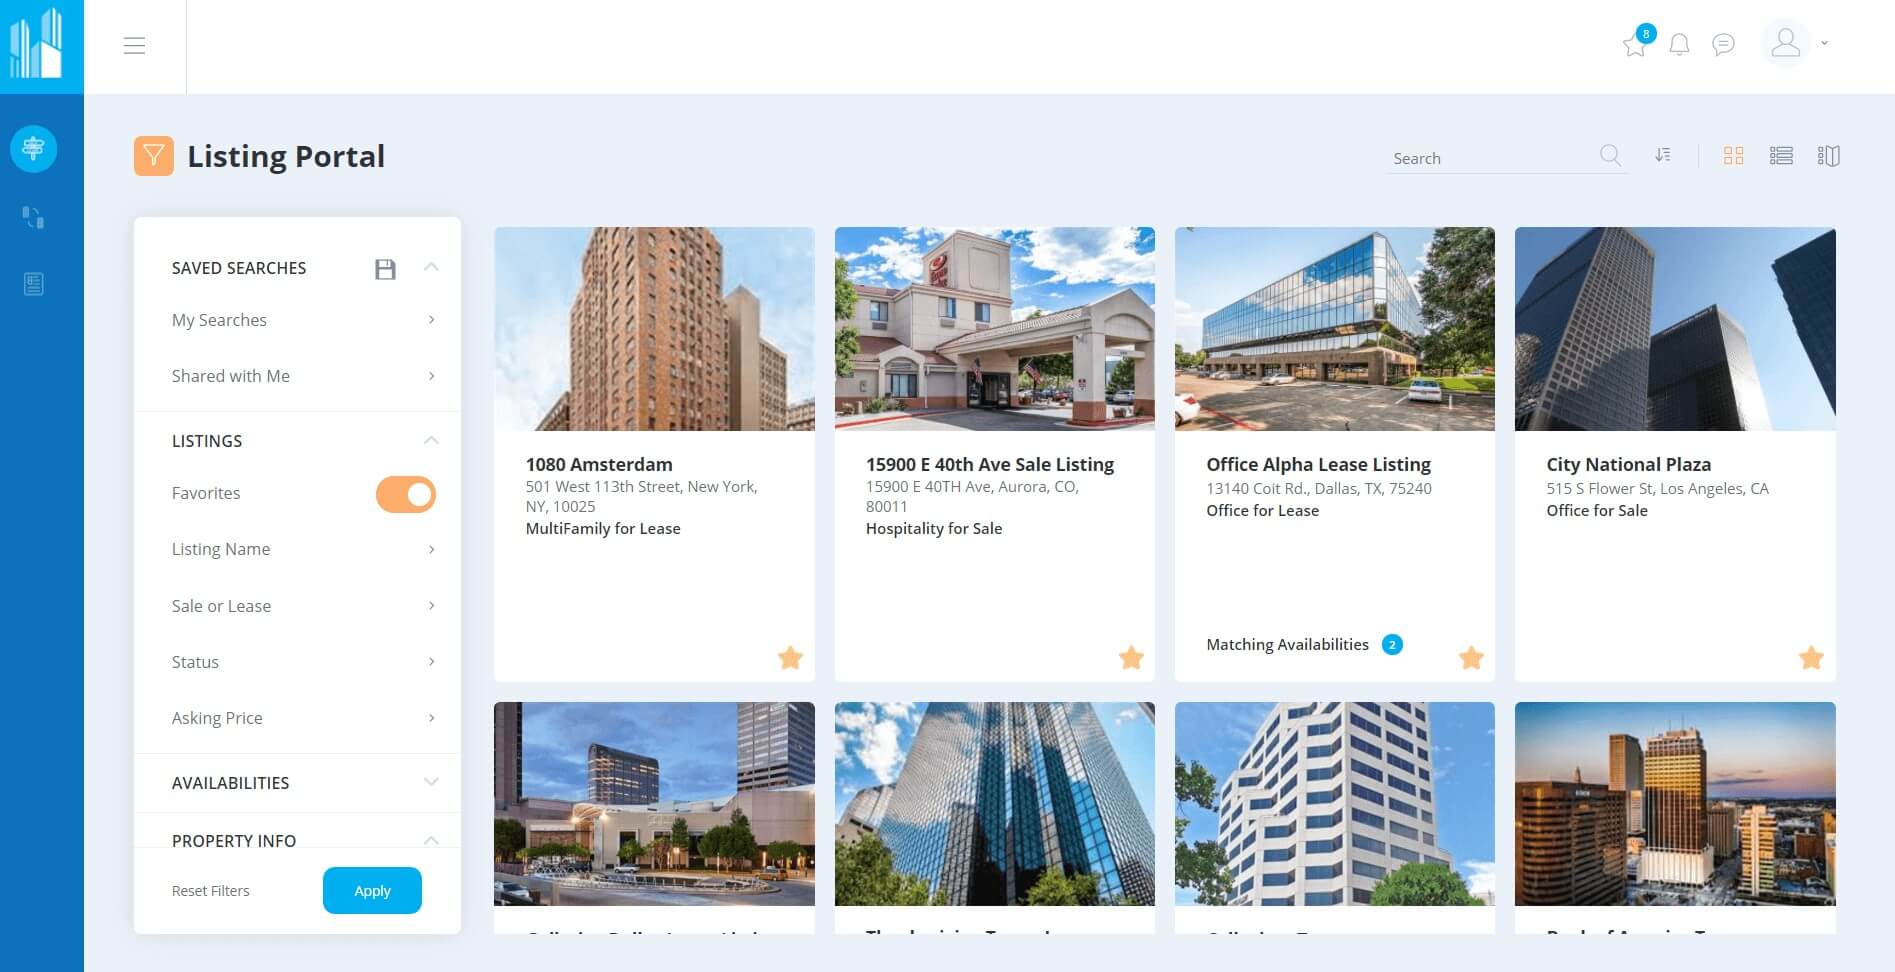 8
Listing Portal
Search
SAVED SEARCHES
My Searches
Shared with Me
LISTINGS
Favorites
Listing Name
Sale or Lease
Status
Asking Price
AVAILABILITIES
PROPERTY INFO
Reset Filters
Apply
1080 Amsterdam
501 West 113th Street, New York,
NY, 10025
MultiFamily for Lease
15900 E 40th Ave Sale Listing
15900 E 40TH Ave, Aurora, CO,
80011
Hospitality for Sale
Office Alpha Lease Listing
13140 Coit Rd., Dallas, TX, 75240
Office for Lease
Matching Availabilities 2
City National Plaza
515 S Flower St, Los Angeles, CA
Office for Sale